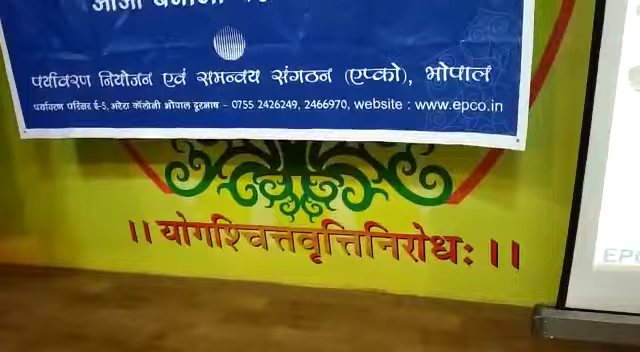 पर्यावरण नियोजन एवं समन्वय संगठन (एप्को), भोपाल
पर्यावरण परिसर ई-5, अरेरा कॉलोनी भोपाल दूरभाष - 0755 2426249, 2466970, website : www.epco.in
।। योगश्चित्तवृत्तिनिरोधः ।।